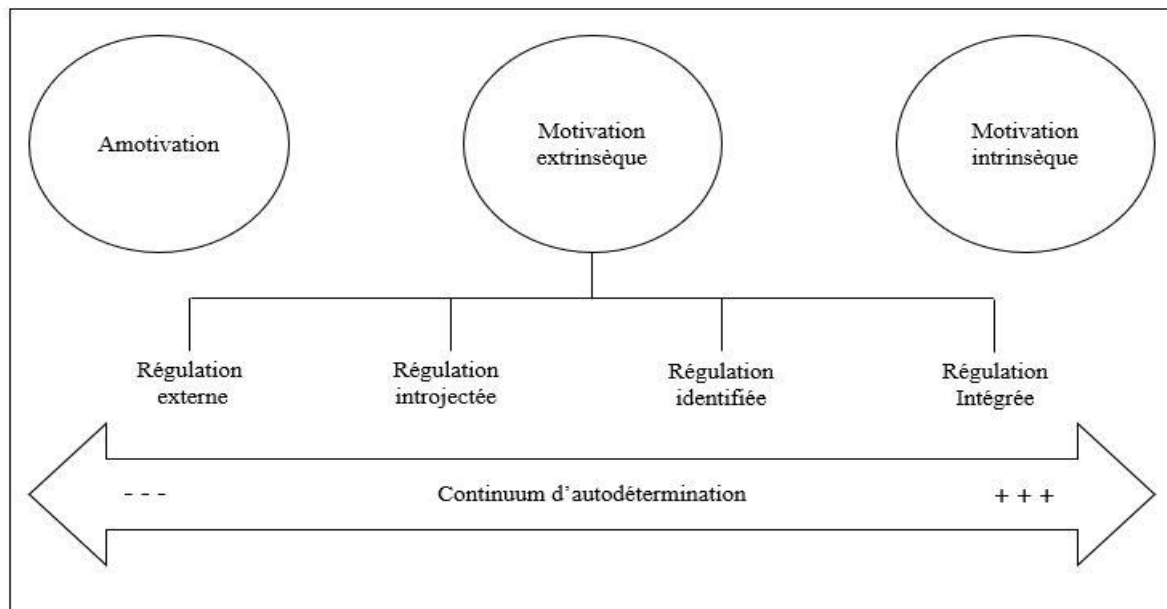 Amotivation
Motivation
extrinsèque
Motivation
intrinsèque
Régulation
externe
Régulation
introjectée
Régulation
identifiée
Régulation
Intégrée
- - -
Continuum d’autodétermination
+ + +